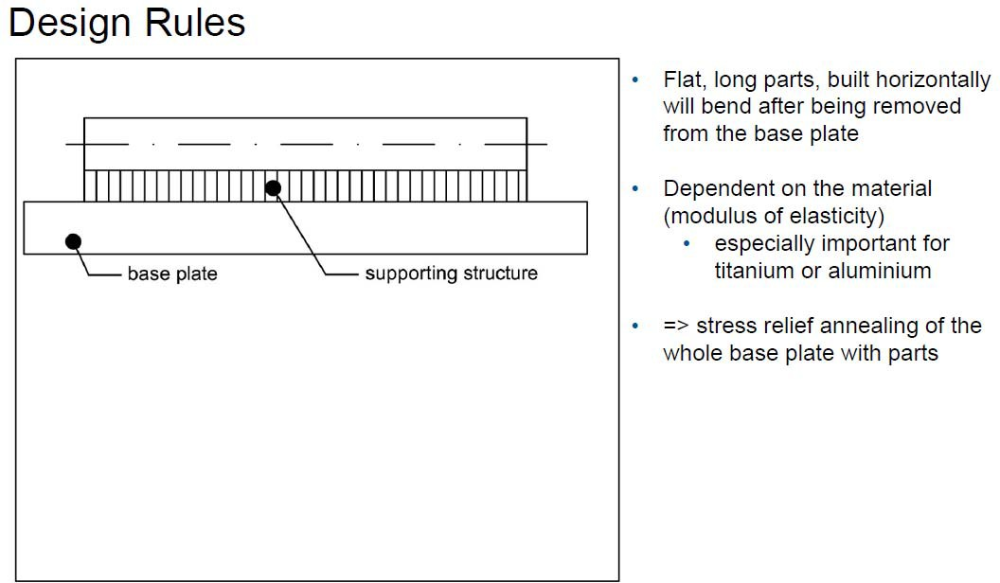 Design Rules
base plate
supporting structure
• Flat, long parts, built horizontally
will bend after being removed
from the base plate
• Dependent on the material
(modulus of elasticity)
• especially important for
titanium or aluminium
• => stress relief annealing of the
whole base plate with parts